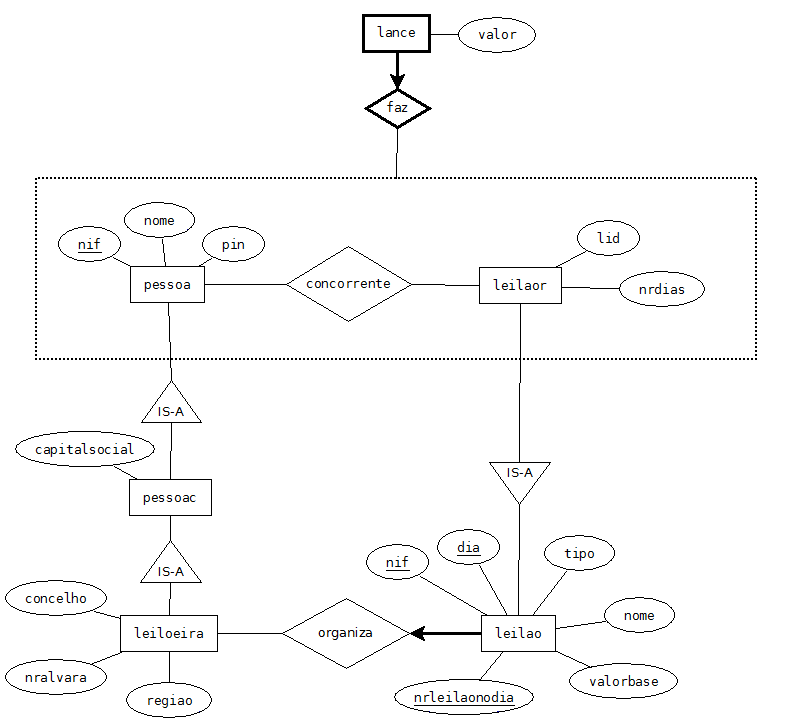 lance
valor
faz
nome
nif
pin
lid
pessoa
concorrente
leilaor
nrdias
IS-A
capitalsocial
IS-A
pessoac
dia
tipo
nif
IS-A
concelho
nome
leiloeira
organiza
leilao
nralvara
valorbase
regiao
nrleilaonodia